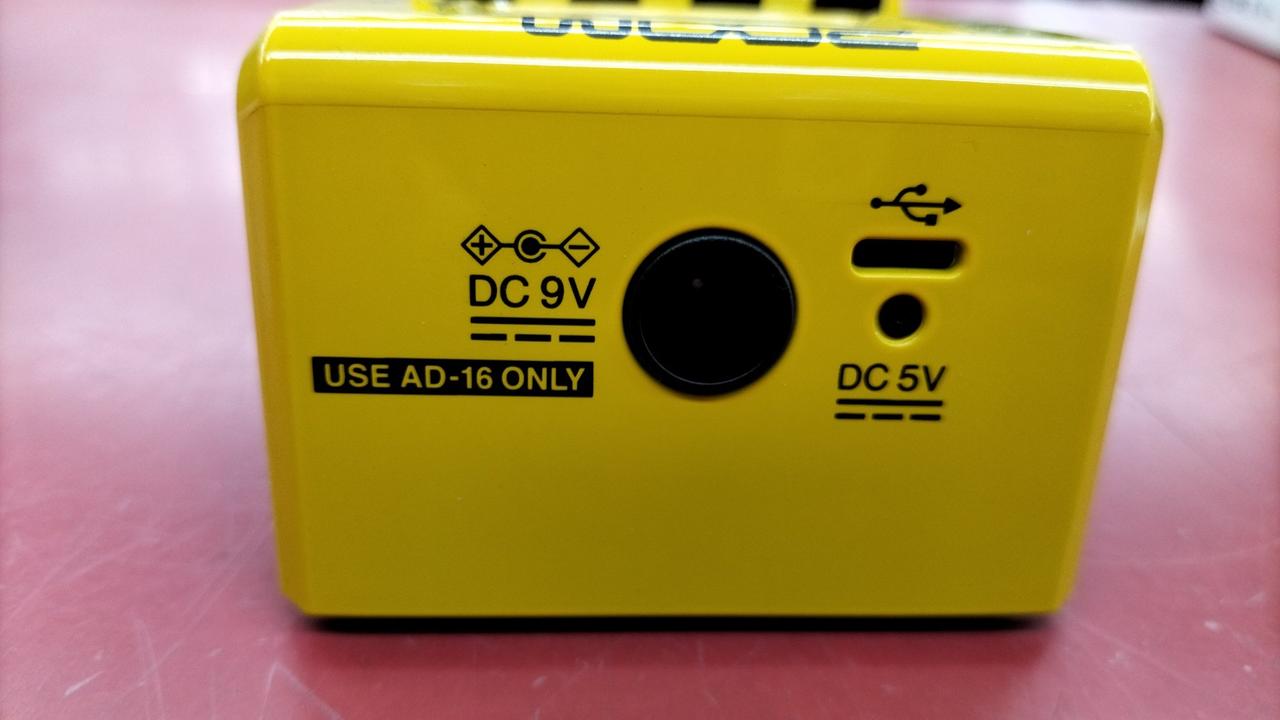 DC 9V
USE AD-16 ONLY
DC 5V